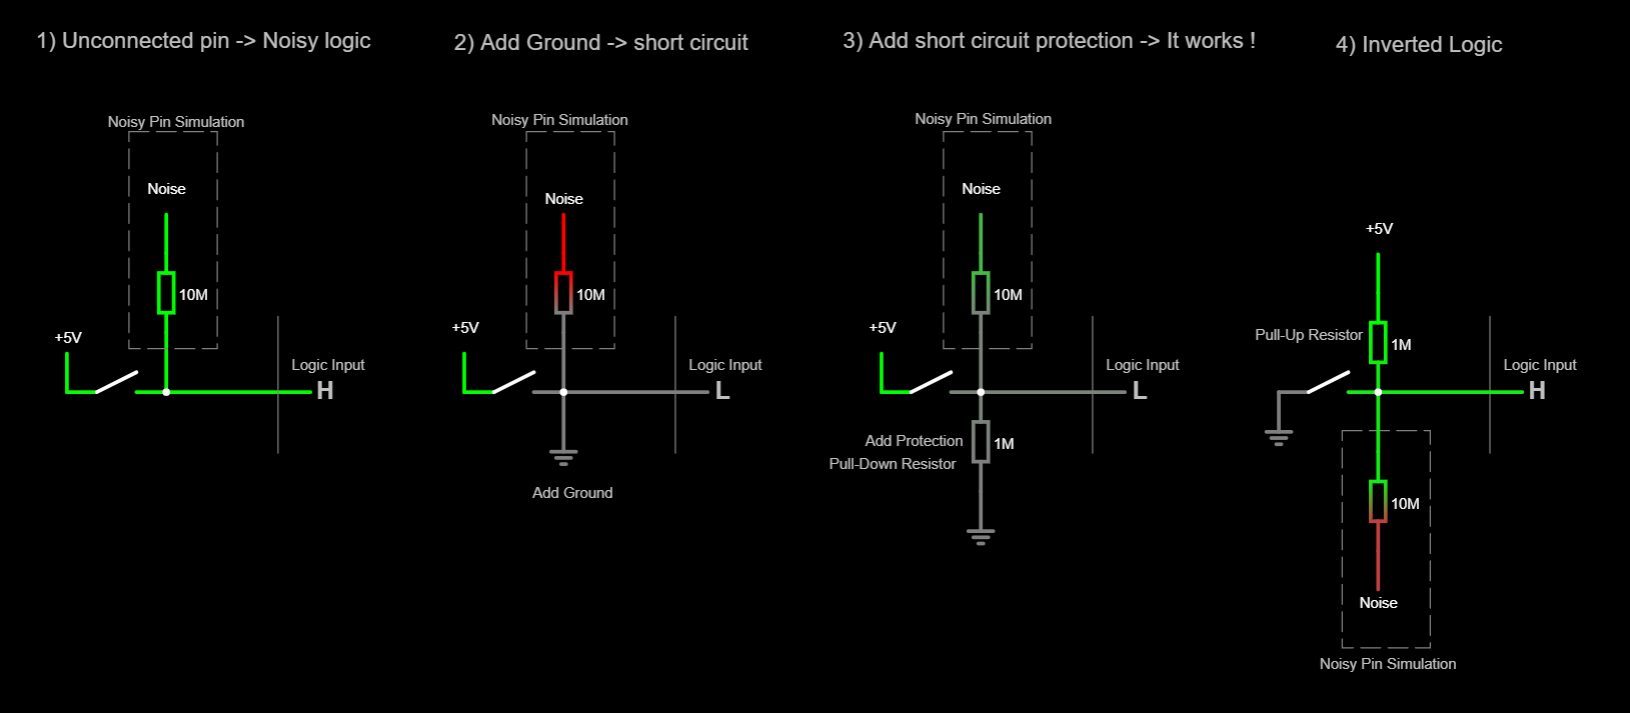 1) Unconnected pin -> Noisy logic
Noisy Pin Simulation
Noise
10M
+5V
Logic Input
H
2) Add Ground -> short circuit
Noisy Pin Simulation
Noise
10M
+5V
Logic Input
L
Add Ground
3) Add short circuit protection -> It works !
Noisy Pin Simulation
Noise
10M
+5V
Logic Input
L
Add Protection
Pull-Down Resistor
1M
4) Inverted Logic
+5V
Pull-Up Resistor
1M
Logic Input
H
10M
Noise
Noisy Pin Simulation